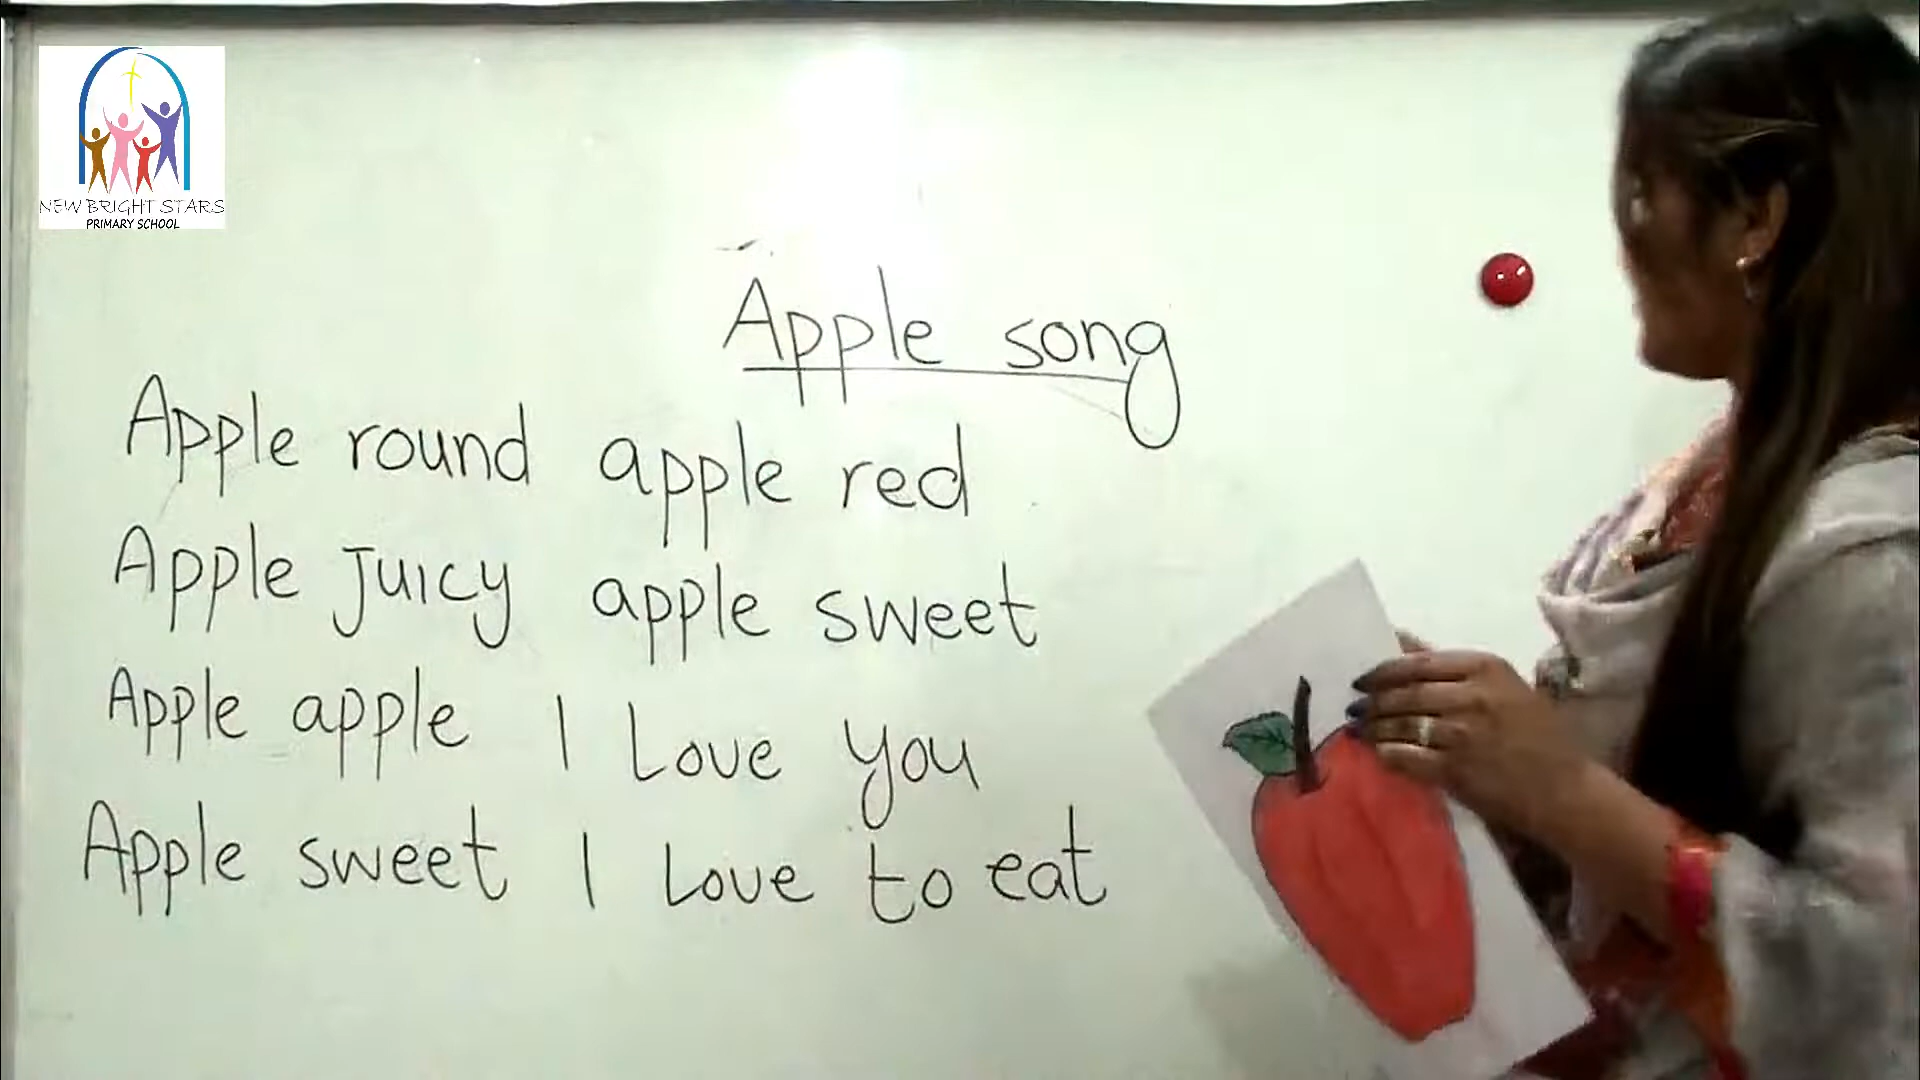 NEW BRIGHT STARS
PRIMARY SCHOOL
Apple song
Apple round apple red
Apple Juicy apple sweet
Apple apple I Love you
Apple sweet I Love to eat